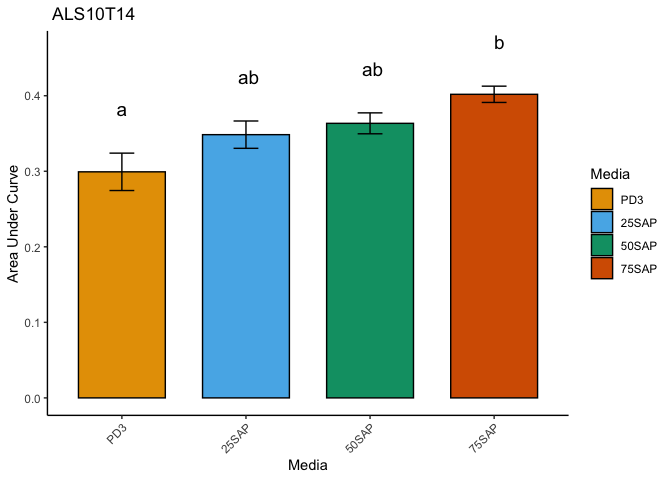 ALS10T14
a
ab
ab
b
0.4
0.3
0.2
0.1
0.0
Area Under Curve
PD3
25SAP
50SAP
75SAP
Media
Media
PD3
25SAP
50SAP
75SAP